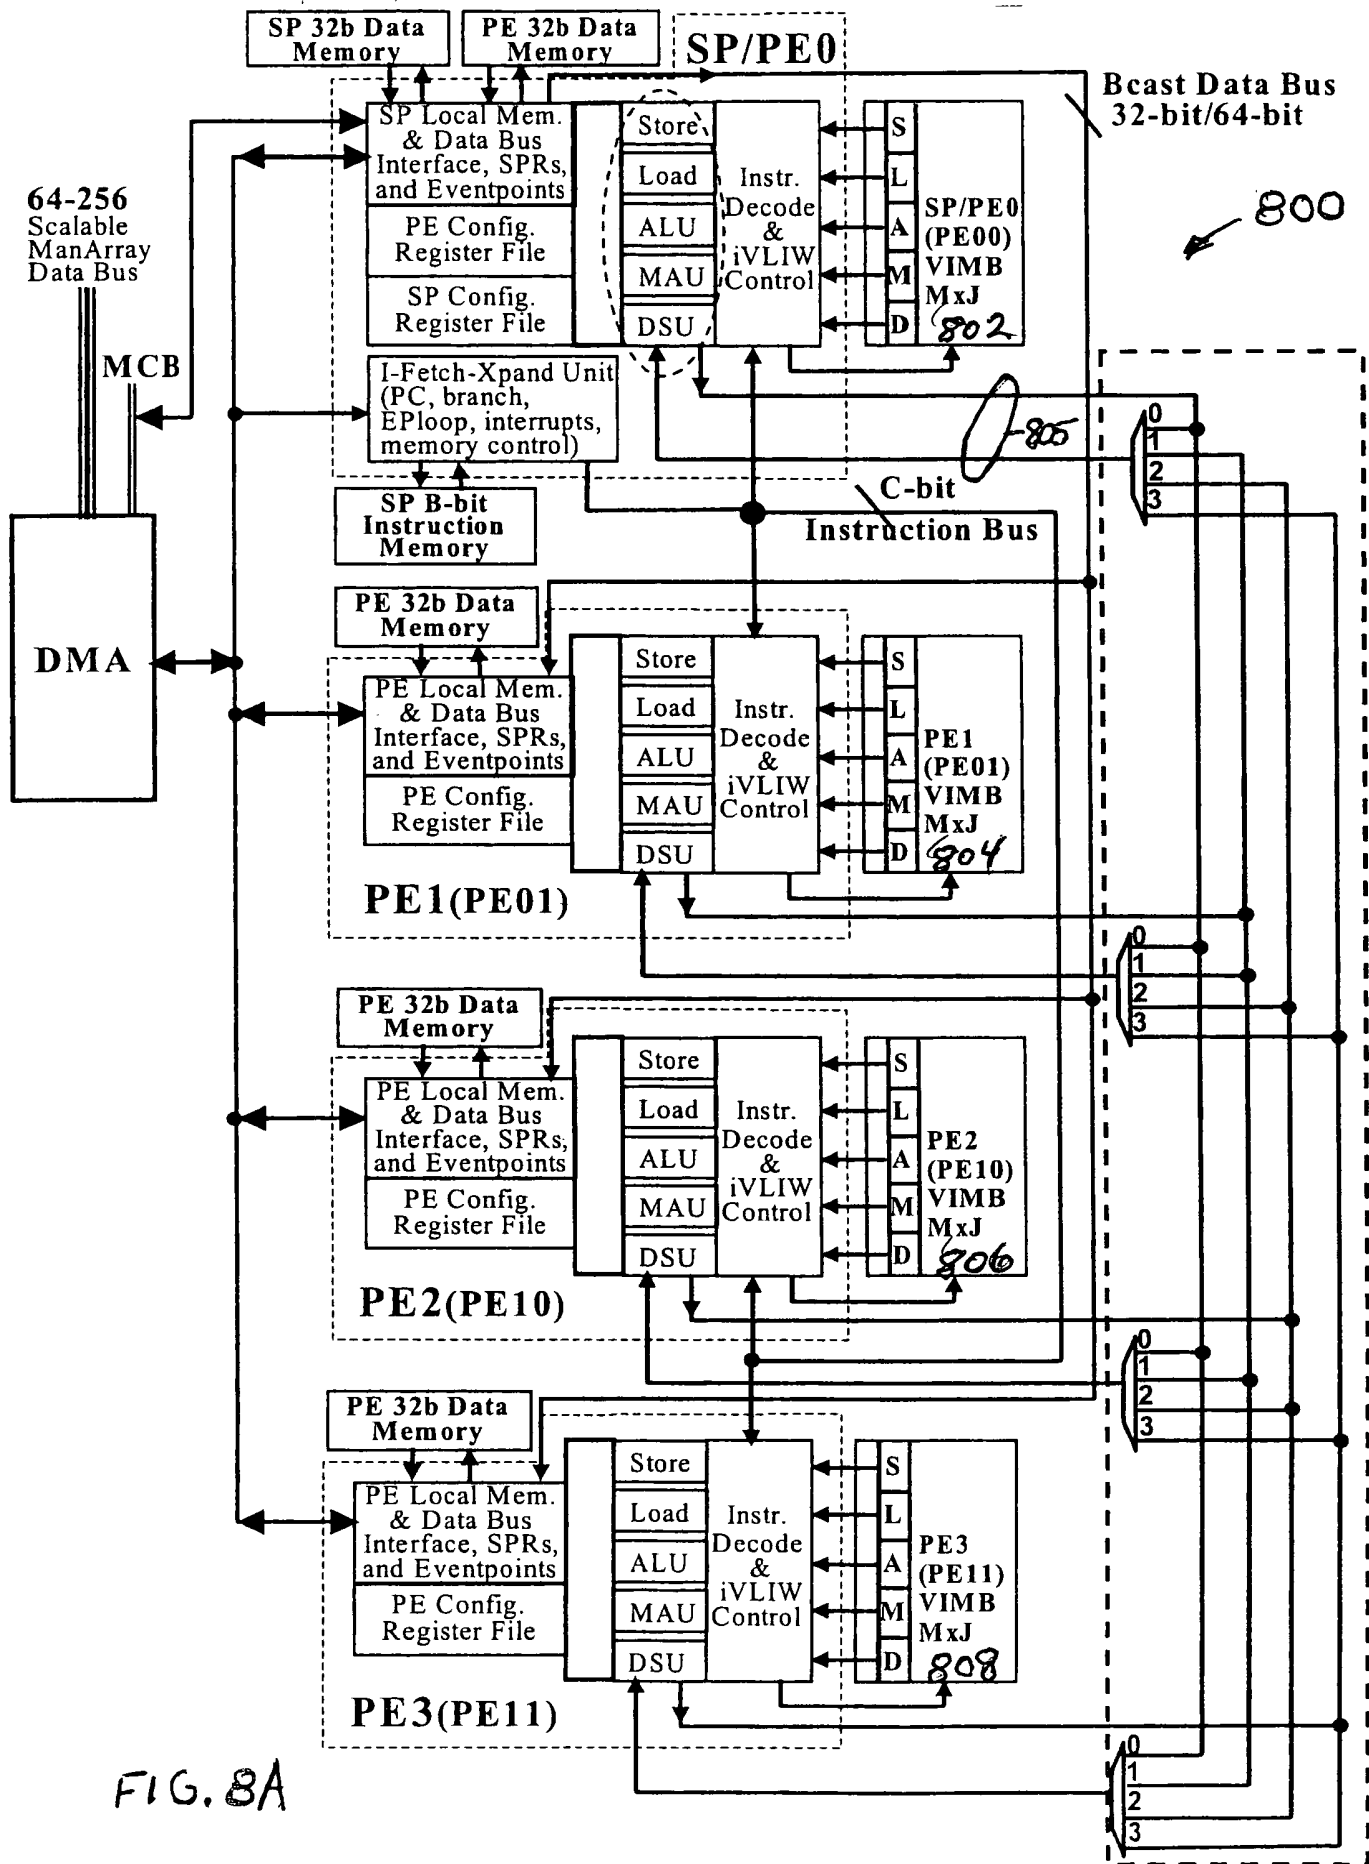 SP 32b Data
Memory
PE 32b Data
Memory
SP/PE0
Bcast Data Bus
32-bit/64-bit
800
64-256
Scalable
ManArray
Data Bus
MCB
DMA
SP Local Mem.
& Data Bus
Interface, SPRs,
and Eventpoints
PE Config.
Register File
SP Config.
Register File
Store
Load
ALU
MAU
DSU
Instr.
Decode
&
iVLIW
Control
S
L
A
M
D
SP/PE0
(PE00)
VIMB
MxJ
802
I-Fetch-Xpand Unit
(PC, branch,
EPloop, interrupts,
memory control)
SP B-bit
Instruction
Memory
805
C-bit
Instruction Bus
0
1
2
3
PE 32b Data
Memory
PE Local Mem.
& Data Bus
Interface, SPRs,
and Eventpoints
PE Config.
Register File
Store
Load
ALU
MAU
DSU
Instr.
Decode
&
iVLIW
Control
S
L
A
M
D
PE1
(PE01)
VIMB
MxJ
804
PE1(PE01)
0
1
2
3
PE 32b Data
Memory
PE Local Mem.
& Data Bus
Interface, SPRs,
and Eventpoints
PE Config.
Register File
Store
Load
ALU
MAU
DSU
Instr.
Decode
&
iVLIW
Control
S
L
A
M
D
PE2
(PE10)
VIMB
MxJ
806
PE2(PE10)
0
1
2
3
PE 32b Data
Memory
PE Local Mem.
& Data Bus
Interface, SPRs,
and Eventpoints
PE Config.
Register File
Store
Load
ALU
MAU
DSU
Instr.
Decode
&
iVLIW
Control
S
L
A
M
D
PE3
(PE11)
VIMB
MxJ
808
PE3(PE11)
0
1
2
3
FIG. 8A